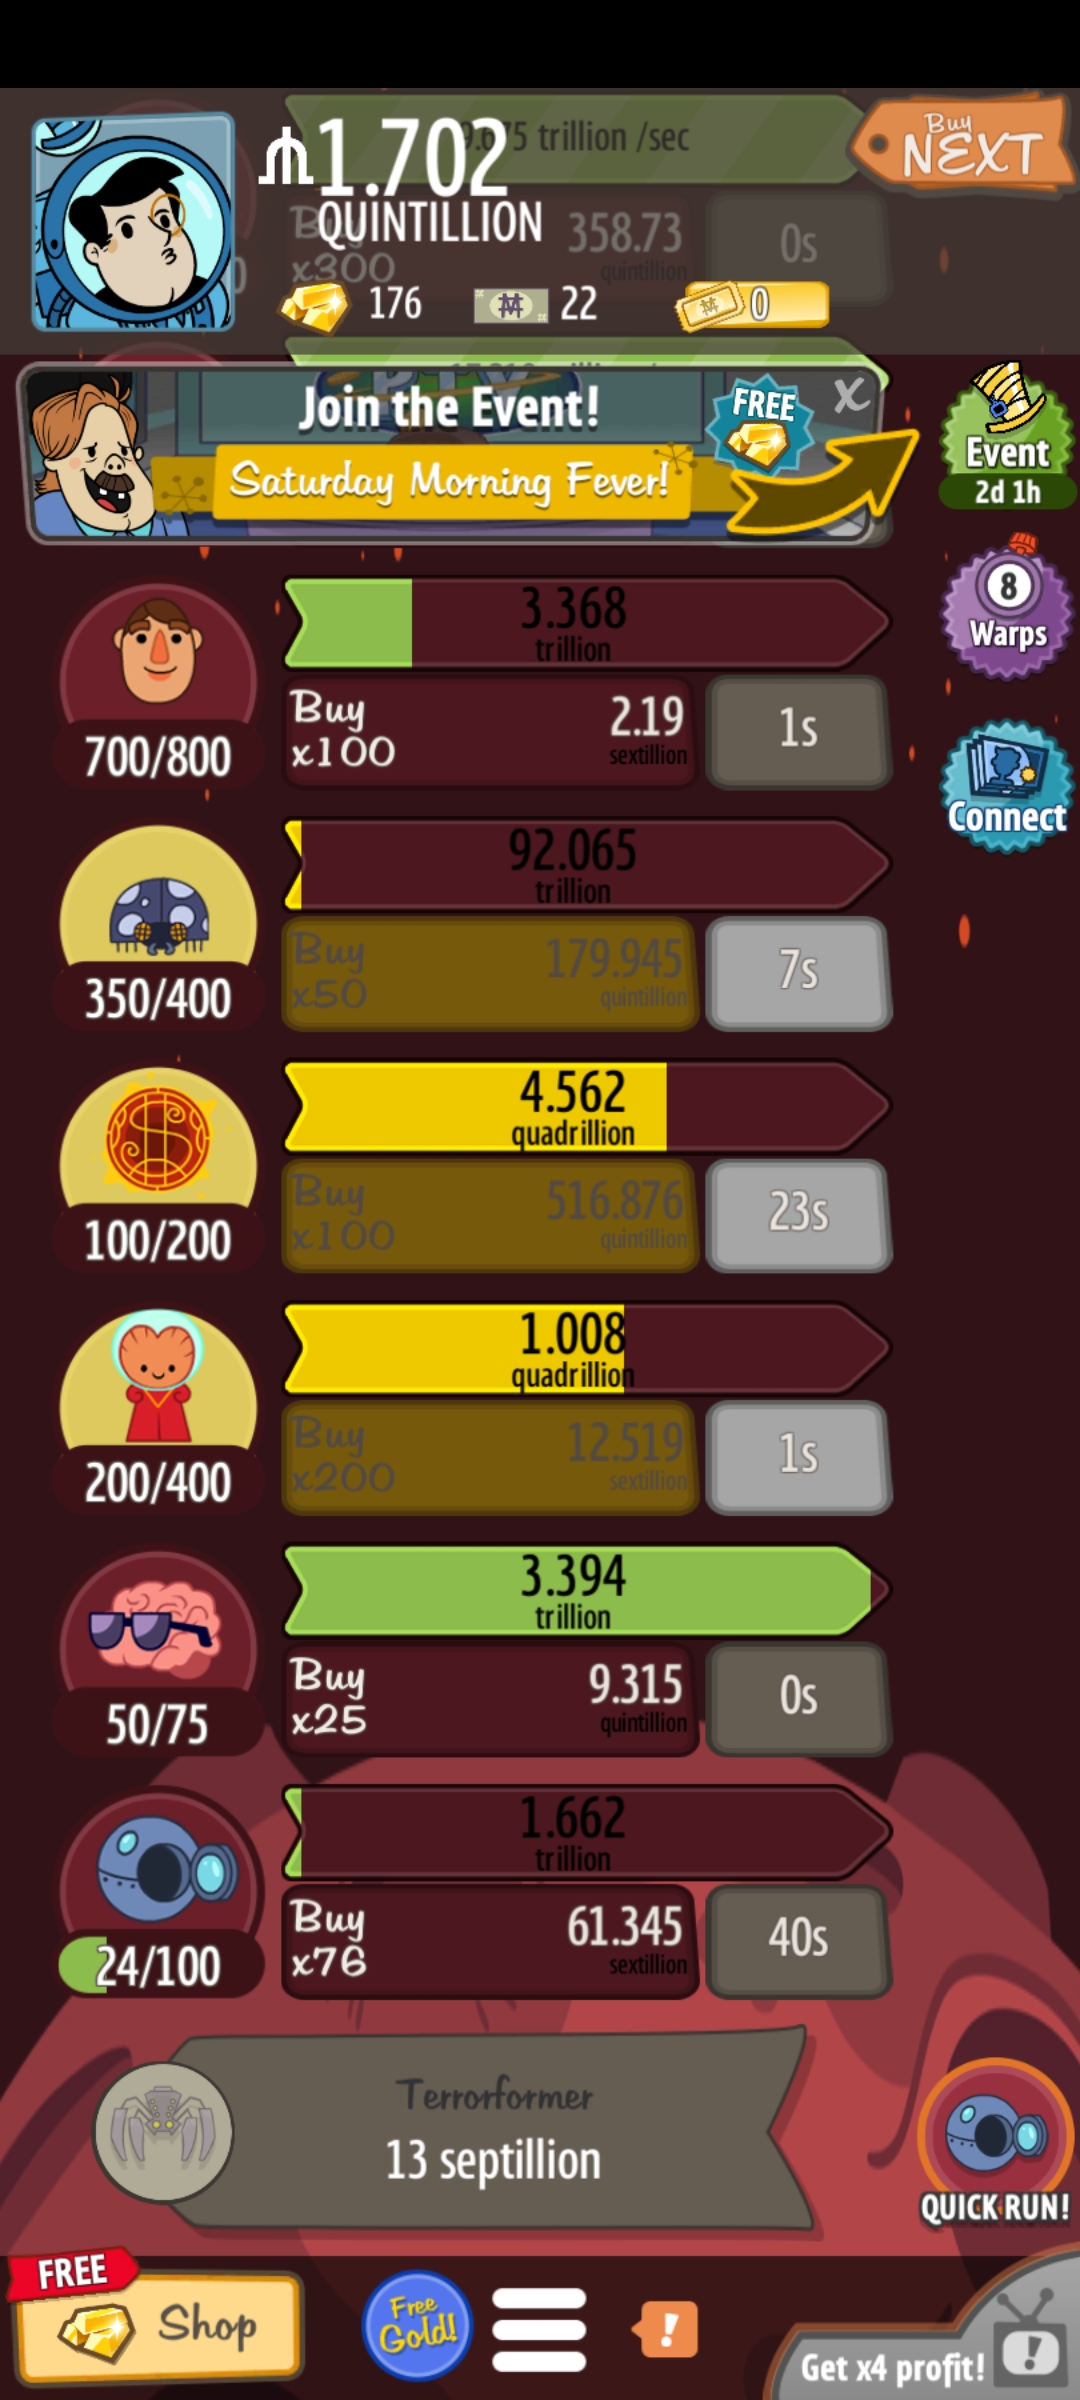 1.702
QUINTILLION
trillion /sec
Buy
NEXT
Buy
x300
358.73
quintillion
0s
176
22
0
Join the Event!
Saturday Morning Fever!
FREE
X
Event
2d 1h
8
Warps
Connect
3.368
trillion
700/800
Buy
x100
2.19
sextillion
1s
92.065
trillion
350/400
Buy
x50
179.945
quintillion
7s
4.562
quadrillion
100/200
Buy
x100
516.876
quintillion
23s
1.008
quadrillion
200/400
Buy
x200
12.519
sextillion
1s
3.394
trillion
50/75
Buy
x25
9.315
quintillion
0s
1.662
trillion
24/100
Buy
x76
61.345
sextillion
40s
Terrorformer
13 septillion
QUICK RUN!
FREE
Shop
Free
Gold!
!
Get x4 profit!
!